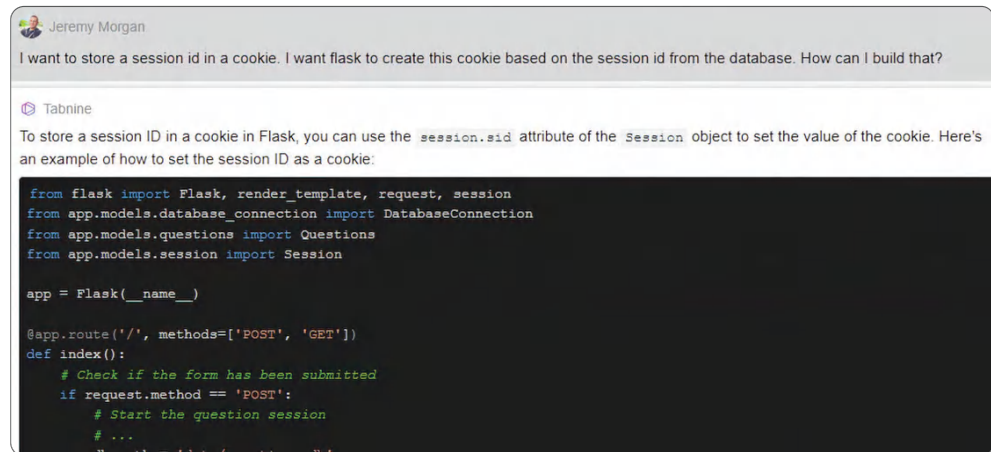 Jeremy Morgan
I want to store a session id in a cookie. I want flask to create this cookie based on the session id from the database. How can I build that?
Tabnine
To store a session ID in a cookie in Flask, you can use the session.sid attribute of the Session object to set the value of the cookie. Here's
an example of how to set the session ID as a cookie:
from flask import Flask, render_template, request, session
from app.models.database_connection import DatabaseConnection
from app.models.questions import Questions
from app.models.session import Session
app = Flask(__name__)
@app.route('/', methods=['POST', 'GET'])
def index():
# Check if the form has been submitted
if request.method == 'POST':
# Start the question session
# ...